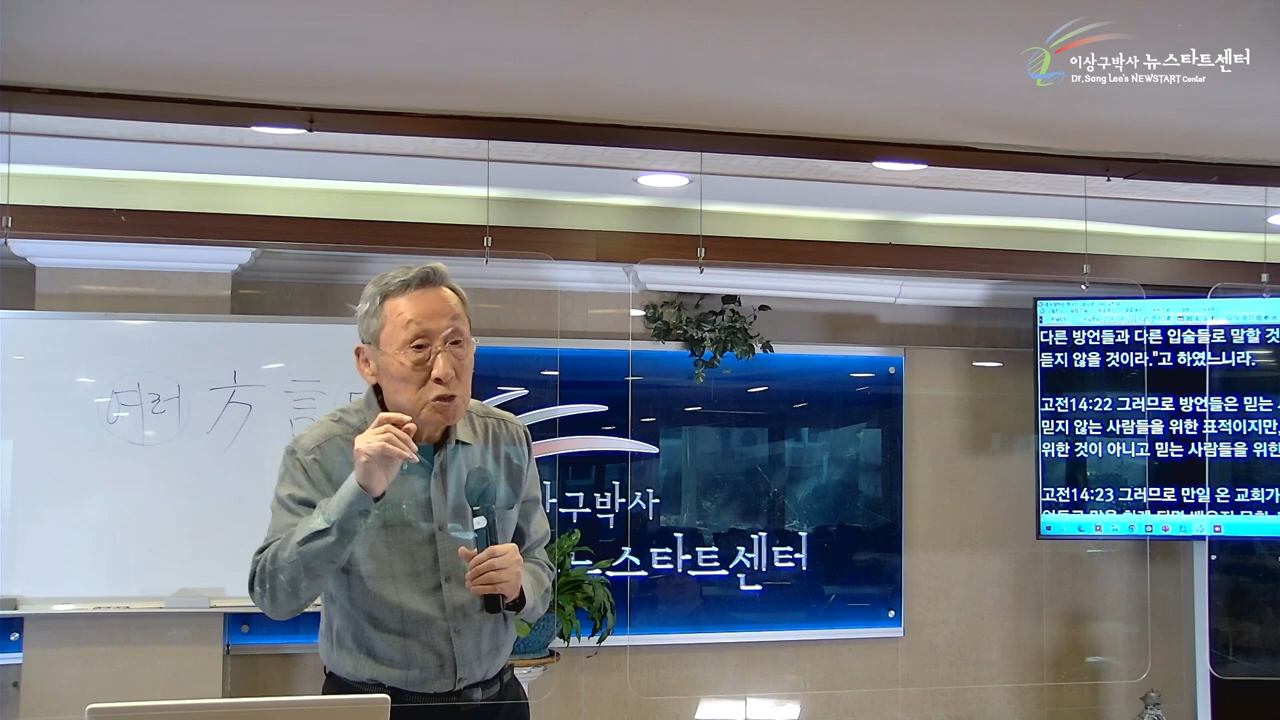 이상구박사 뉴스타트센터
Dr. Sang Lee's NEWSTART Center
여러 方 言
구박사
뉴스타트센터
다른 방언들과 다른 입술들로 말할 것
듣지 않을 것이라."고 하였느니라.
고전14:22 그러므로 방언들은 믿는
믿지 않는 사람들을 위한 표적이지만,
위한 것이 아니고 믿는 사람들을 위한
고전14:23 그러므로 만일 온 교회가